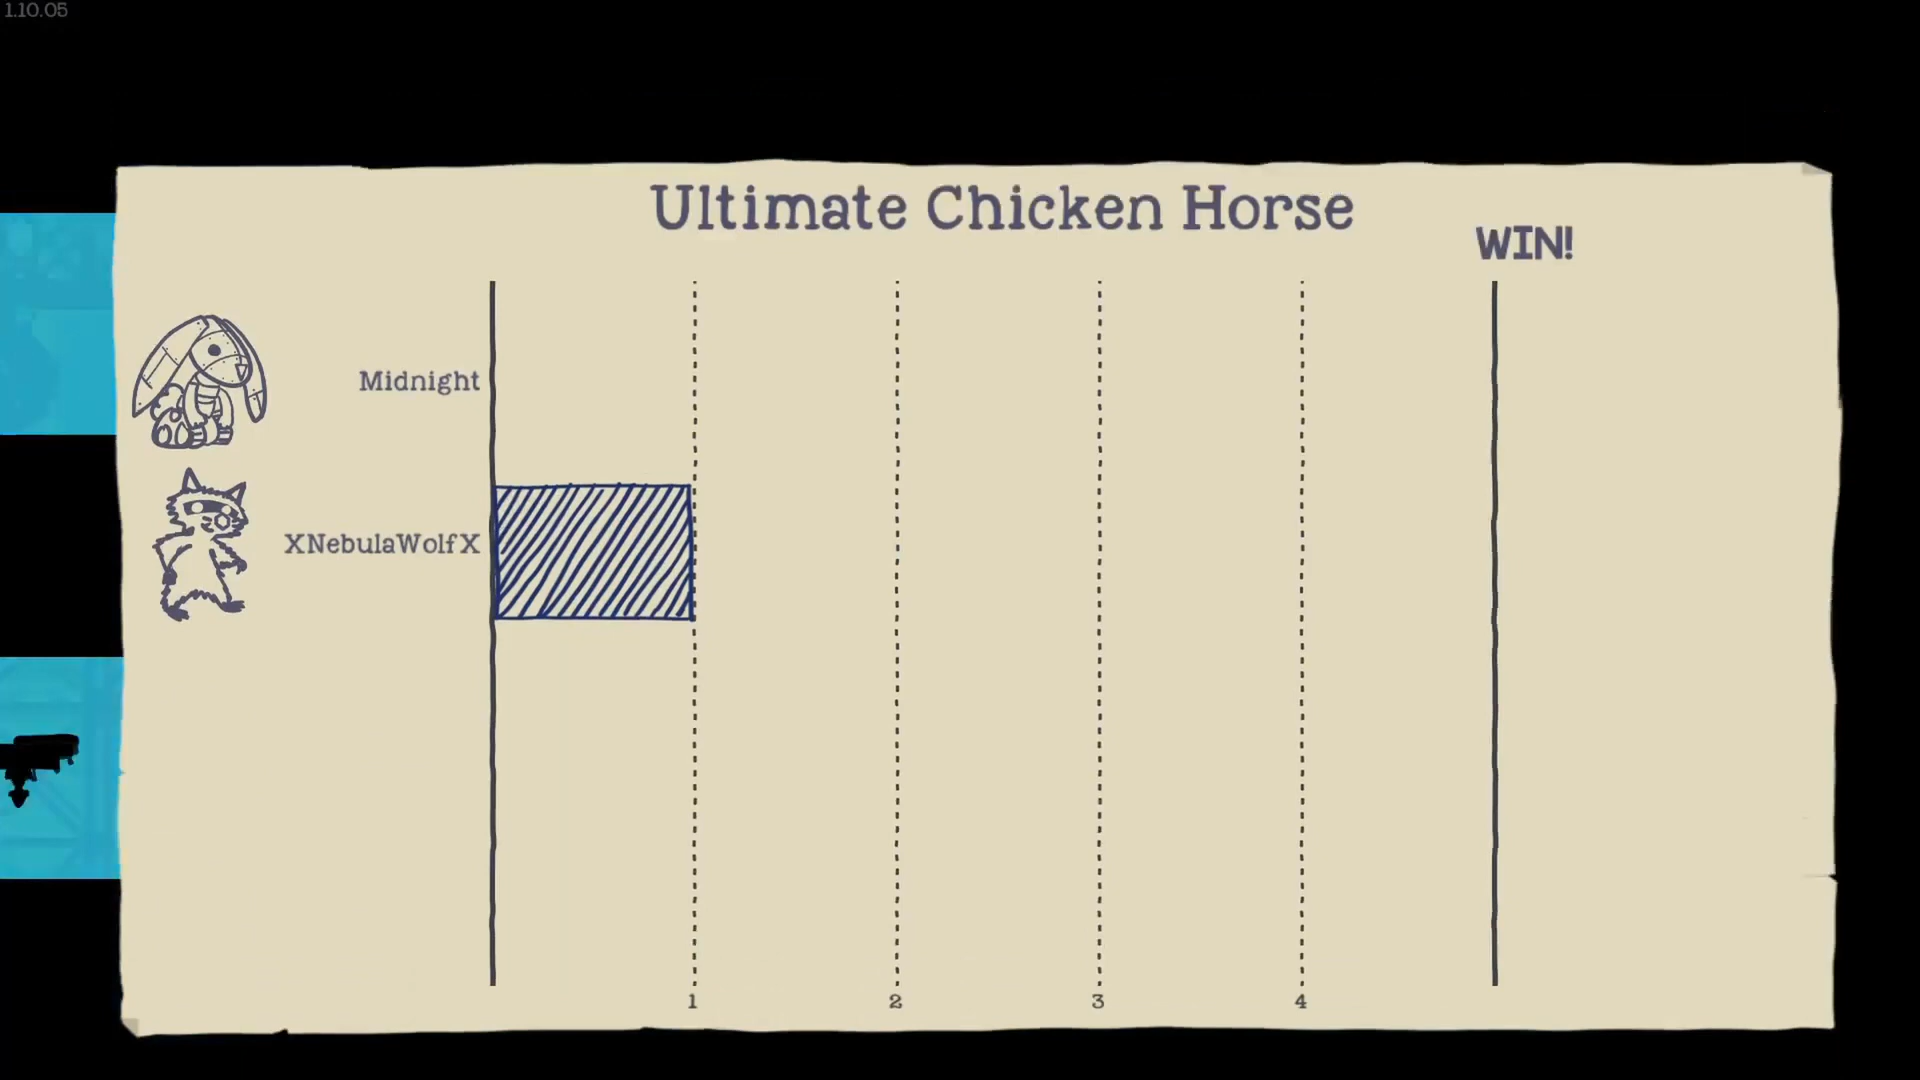 1.10.05
Ultimate Chicken Horse
WIN!
Midnight
XNebulaWolfX
1 2 3 4